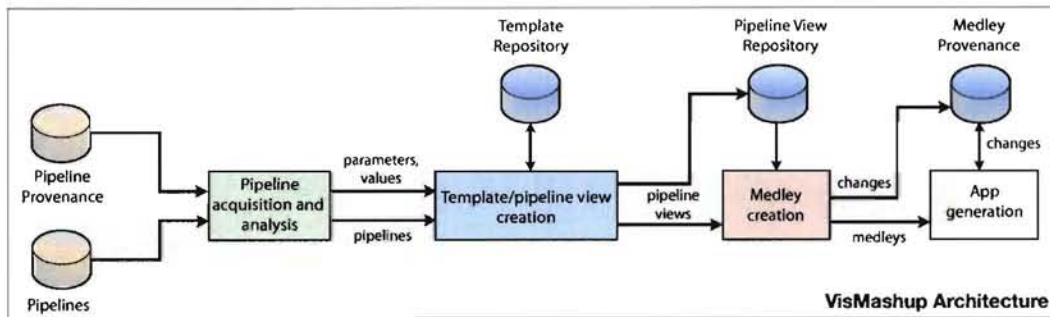 Template
Repository
Pipeline View
Repository
Medley
Provenance
Pipeline
Provenance
Pipelines
Pipeline
acquisition and
analysis
parameters,
values
pipelines
Template/pipeline view
creation
pipeline
views
Medley
creation
changes
medleys
changes
App
generation
VisMashup Architecture